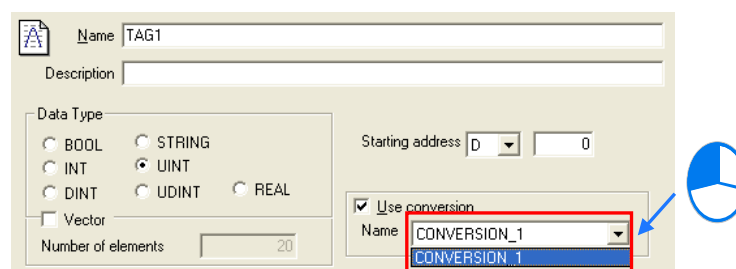 Name TAG1
Description
Data Type
BOOL STRING
INT UINT
DINT UDINT REAL
Vector
Number of elements 20
Starting address D 0
Use conversion
Name CONVERSION_1
CONVERSION_1